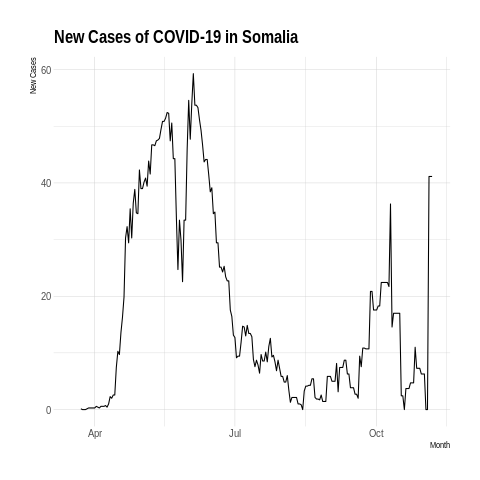 New Cases of COVID-19 in Somalia
New Cases
60
40
20
0
Apr
Jul
Oct
Month